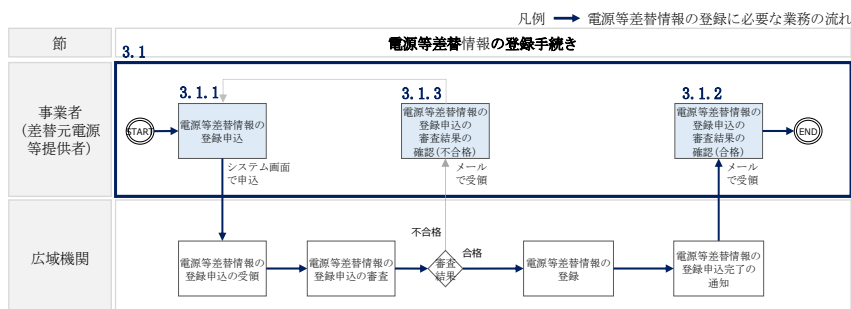 凡例 電源等差替情報の登録に必要な業務の流れ
節
電源等差替情報の登録手続き
3.1
事業者
(差替元電源
等提供者)
START
3.1.1
電源等差替情報の
登録申込
3.1.3
電源等差替情報の
登録申込の
審査結果の
確認(不合格)
3.1.2
電源等差替情報の
登録申込の
審査結果の
確認(合格)
END
システム画面
で申込
メール
で受領
メール
で受領
広域機関
不合格
合格
電源等差替情報の
登録申込の受領
電源等差替情報の
登録申込の審査
審査
結果
電源等差替情報の
登録
電源等差替情報の
登録申込完了の
通知